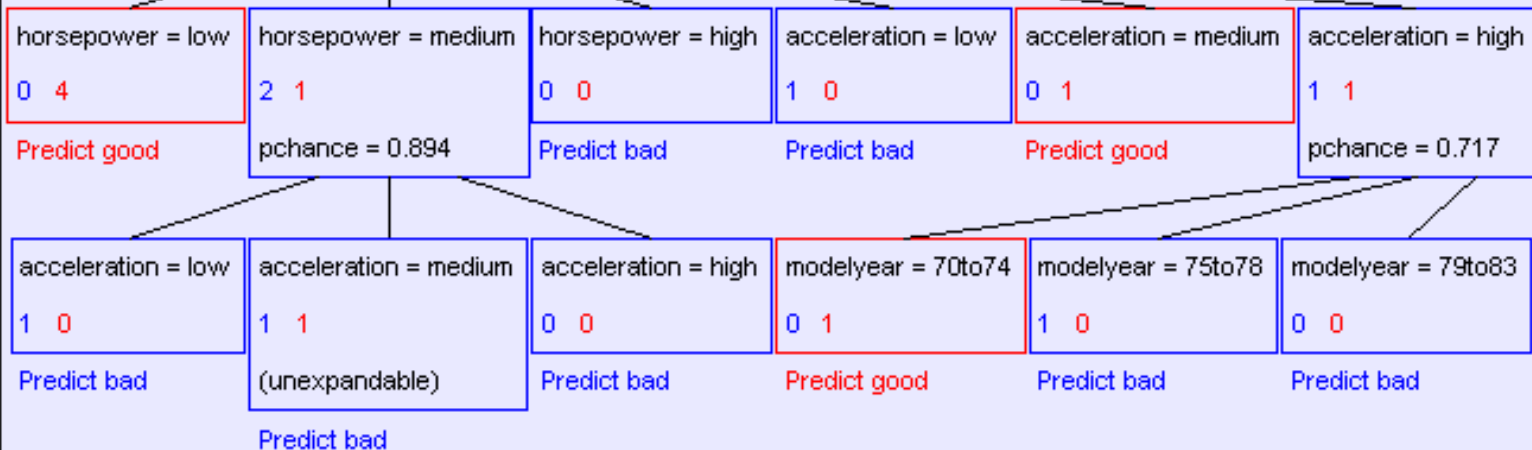 horsepower = low
0 4
Predict good
horsepower = medium
2 1
pchance = 0.894
horsepower = high
0 0
Predict bad
acceleration = low
1 0
Predict bad
acceleration = medium
0 1
Predict good
acceleration = high
1 1
pchance = 0.717
acceleration = low
1 0
Predict bad
acceleration = medium
1 1
(unexpandable)
Predict bad
acceleration = high
0 0
Predict bad
modelyear = 70to74
0 1
Predict good
modelyear = 75to78
1 0
Predict bad
modelyear = 79to83
0 0
Predict bad